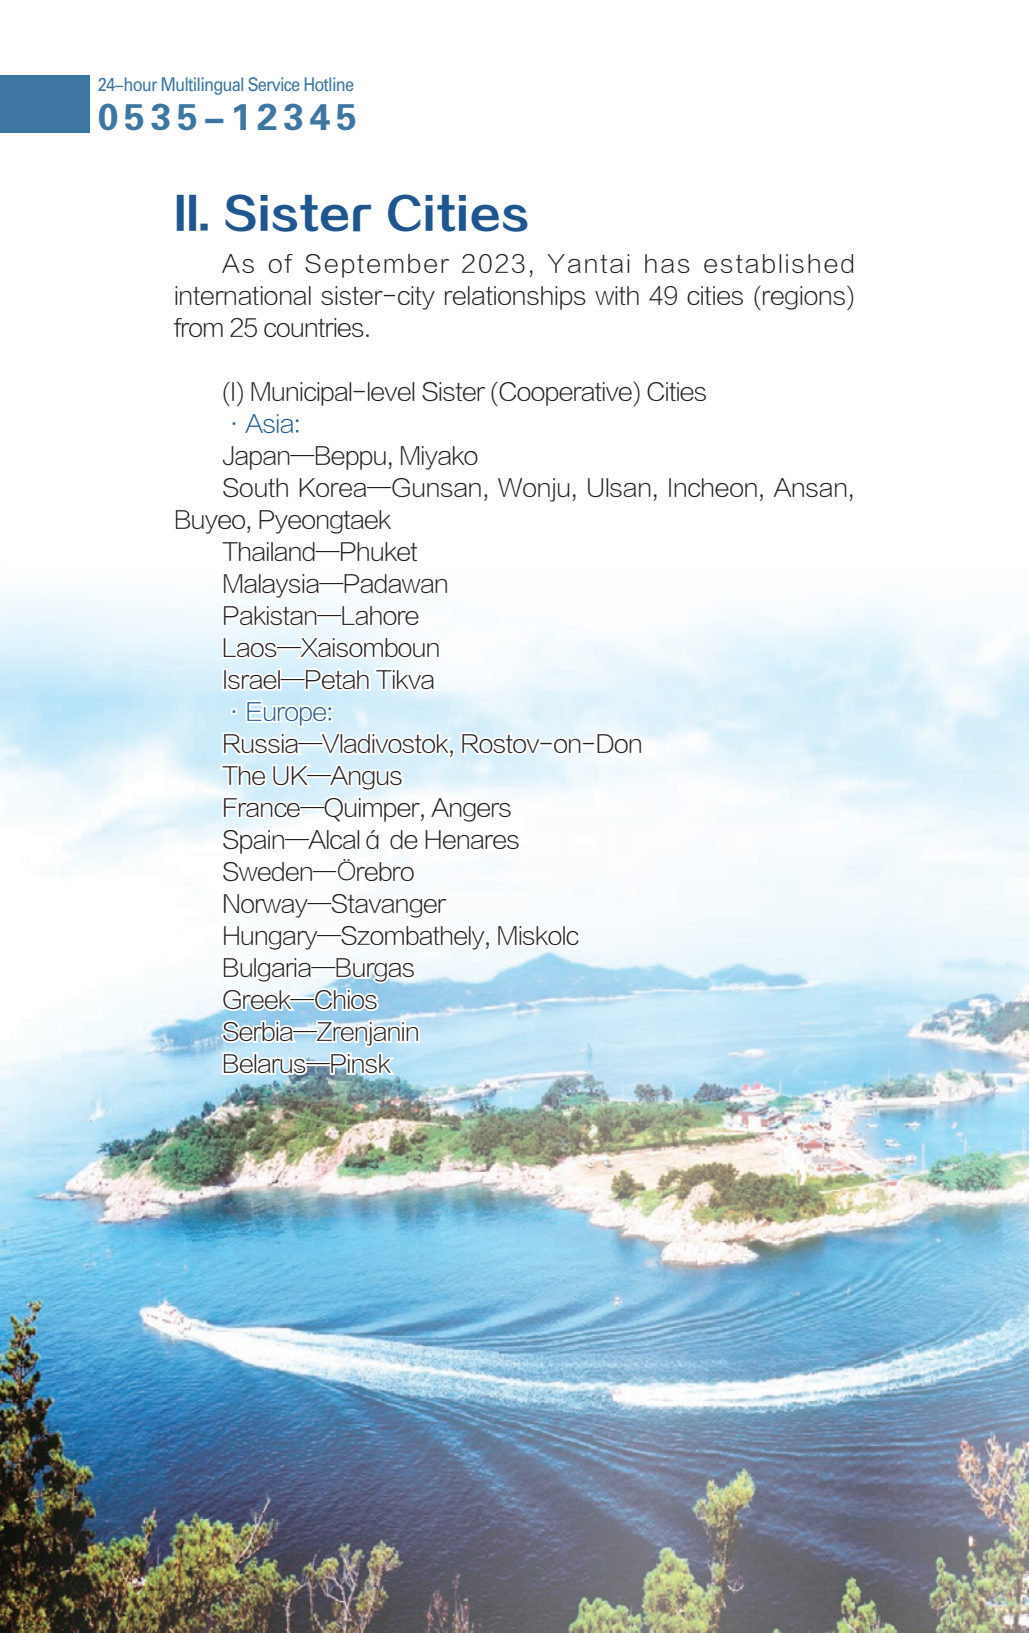 24-hour Multilingual Service Hotline
0535-12345
II. Sister Cities
As of September 2023, Yantai has established
international sister-city relationships with 49 cities (regions)
from 25 countries.
(I) Municipal-level Sister (Cooperative) Cities
· Asia:
Japan—Beppu, Miyako
South Korea—Gunsan, Wonju, Ulsan, Incheon, Ansan,
Buyeo, Pyeongtaek
Thailand—Phuket
Malaysia—Padawan
Pakistan—Lahore
Laos—Xaisomboun
Israel—Petah Tikva
· Europe:
Russia—Vladivostok, Rostov-on-Don
The UK—Angus
France—Quimper, Angers
Spain—Alcal á de Henares
Sweden—Örebro
Norway—Stavanger
Hungary—Szombathely, Miskolc
Bulgaria—Burgas
Greek—Chios
Serbia—Zrenjanin
Belarus—Pinsk